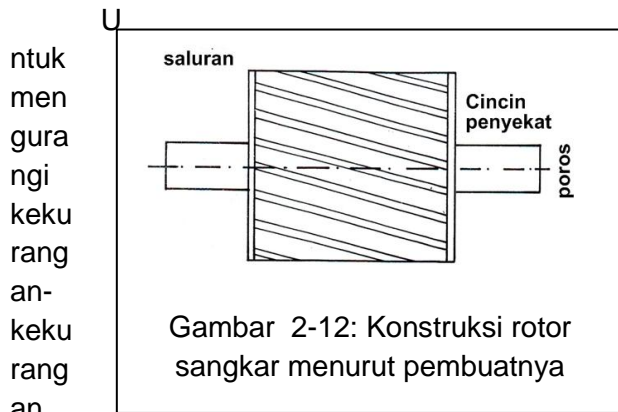 U
ntuk
men
gura
ngi
keku
rang
an-
keku
rang
an
saluran
Cincin
penyekat
poros
Gambar 2-12: Konstruksi rotor
sangkar menurut pembuatnya